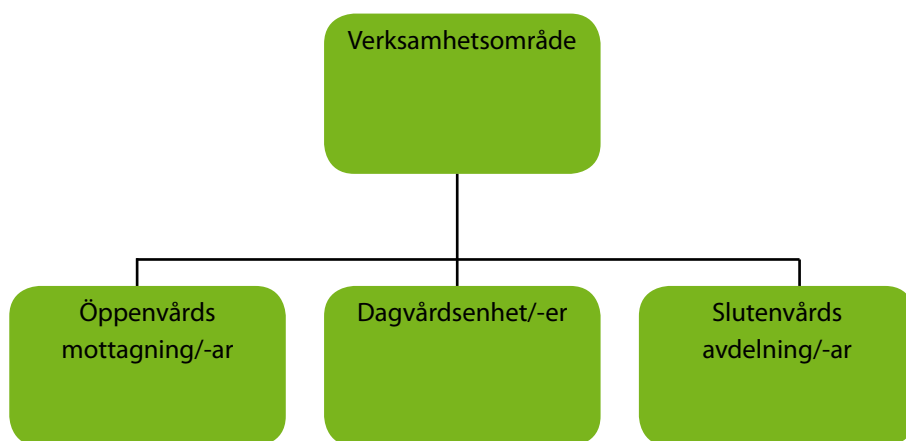 Verksamhetsområde
Öppenvårds
mottagning/-ar
Dagvårdsenhet/-er
Slutenvårds
avdelning/-ar